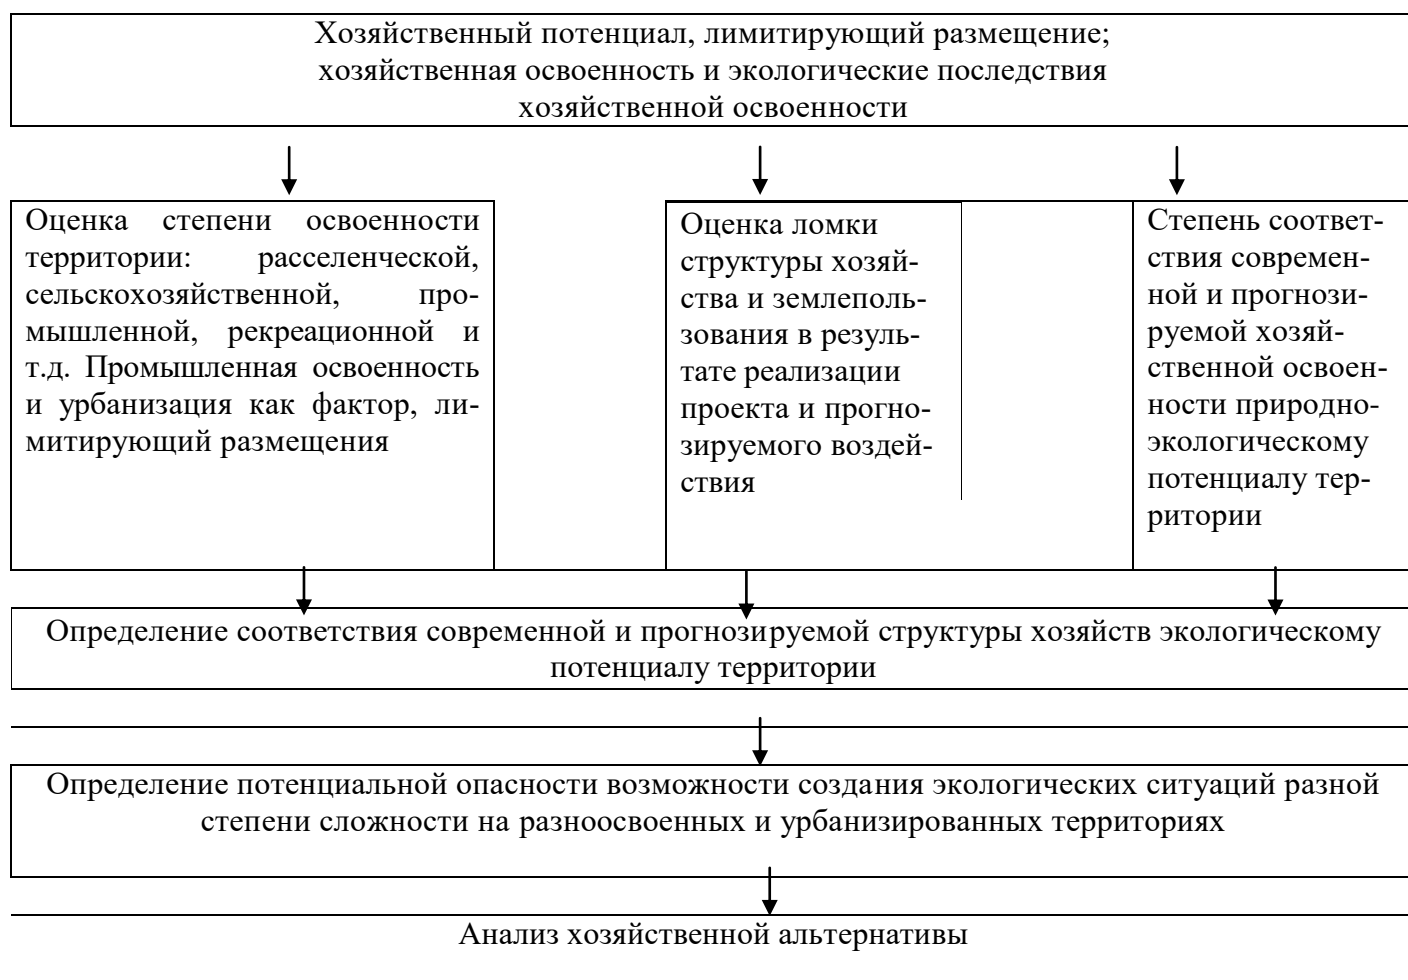 Хозяйственный потенциал, лимитирующий размещение;
хозяйственная освоенность и экологические последствия
хозяйственной освоенности
Оценка степени освоенности
территории: расселенческой,
сельскохозяйственной, про-
мышленной, рекреационной и
т.д. Промышленная освоенность
и урбанизация как фактор, ли-
митирующий размещения
Оценка ломки
структуры хозяй-
ства и землеполь-
зования в резуль-
тате реализации
проекта и прогно-
зируемого воздей-
ствия
Степень соответ-
ствия современ-
ной и прогнози-
руемой хозяй-
ственной освоен-
ности природно-
экологическому
потенциалу тер-
ритории
Определение соответствия современной и прогнозируемой структуры хозяйств экологическому
потенциалу территории
Определение потенциальной опасности возможности создания экологических ситуаций разной
степени сложности на разноосвоенных и урбанизированных территориях
Анализ хозяйственной альтернативы